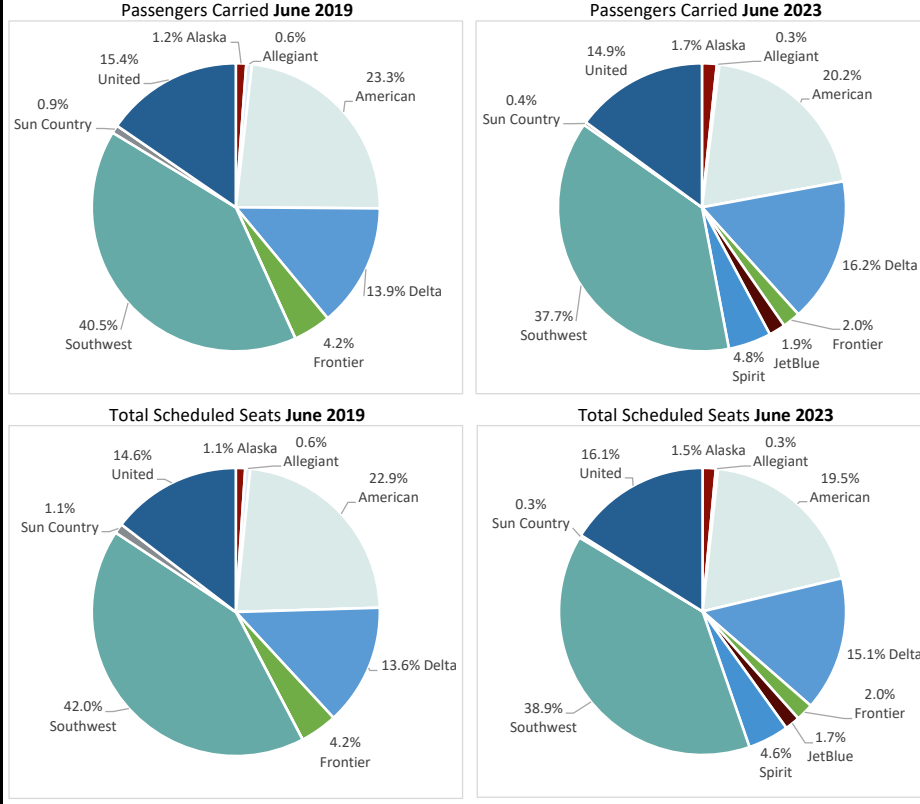 Passengers Carried June 2019
1.2% Alaska
0.6%
Allegiant
23.3%
American
13.9% Delta
4.2%
Frontier
40.5%
Southwest
0.9%
Sun Country
15.4%
United
Passengers Carried June 2023
1.7% Alaska
0.3%
Allegiant
20.2%
American
16.2% Delta
2.0%
Frontier
1.9%
JetBlue
4.8%
Spirit
37.7%
Southwest
0.4%
Sun Country
14.9%
United
Total Scheduled Seats June 2019
1.1% Alaska
0.6%
Allegiant
22.9%
American
13.6% Delta
4.2%
Frontier
42.0%
Southwest
1.1%
Sun Country
14.6%
United
Total Scheduled Seats June 2023
1.5% Alaska
0.3%
Allegiant
19.5%
American
15.1% Delta
2.0%
Frontier
1.7%
JetBlue
4.6%
Spirit
38.9%
Southwest
0.3%
Sun Country
16.1%
United